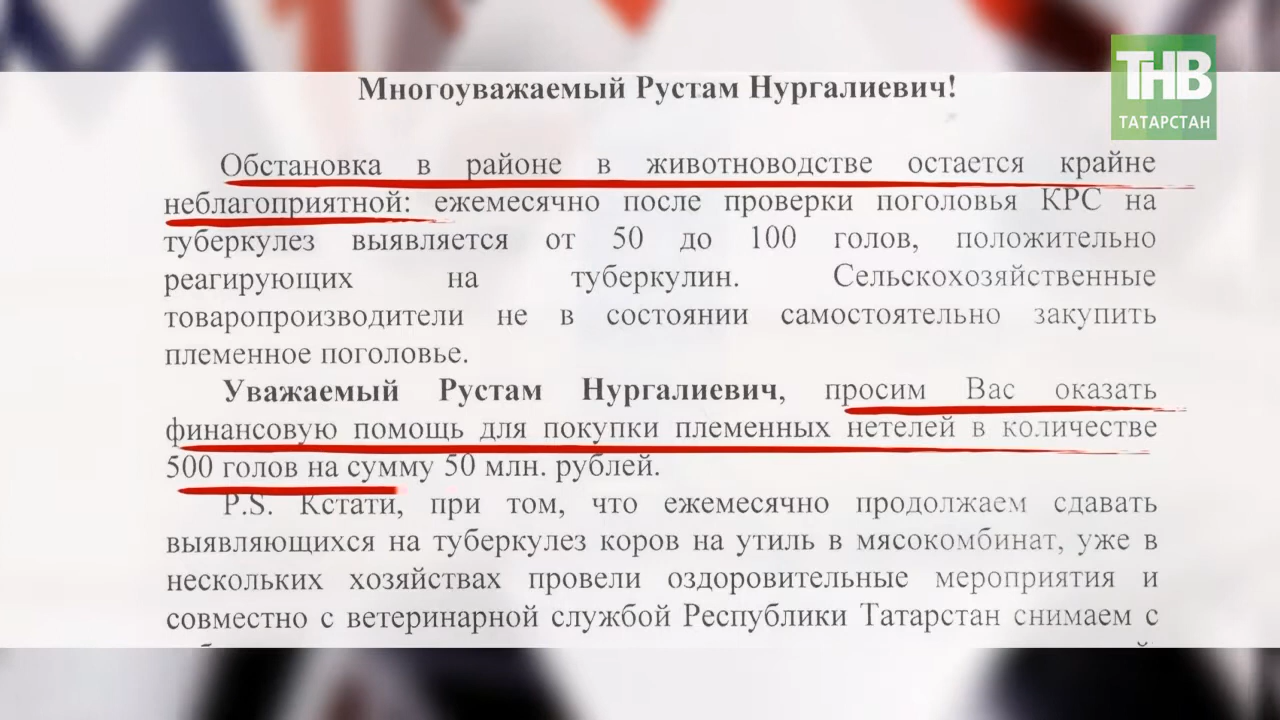 ТНВ
ТАТАРСТАН
Многоуважаемый Рустам Нургалиевич!
Обстановка в районе в животноводстве остается крайне
неблагоприятной: ежемесячно после проверки поголовья КРС на
туберкулез выявляется от 50 до 100 голов, положительно
реагирующих на туберкулин. Сельскохозяйственные
товаропроизводители не в состоянии самостоятельно закупить
племенное поголовье.
Уважаемый Рустам Нургалиевич, просим Вас оказать
финансовую помощь для покупки племенных нетелей в количестве
500 голов на сумму 50 млн. рублей.
P.S. Кстати, при том, что ежемесячно продолжаем сдавать
выявляющихся на туберкулез коров на утиль в мясокомбинат, уже в
нескольких хозяйствах провели оздоровительные мероприятия и
совместно с ветеринарной службой Республики Татарстан снимаем с